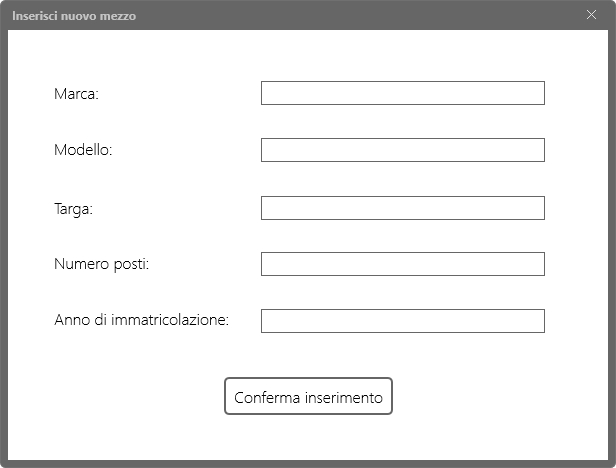 Inserisci nuovo mezzo
Marca:
Modello:
Targa:
Numero posti:
Anno di immatricolazione:
Conferma inserimento